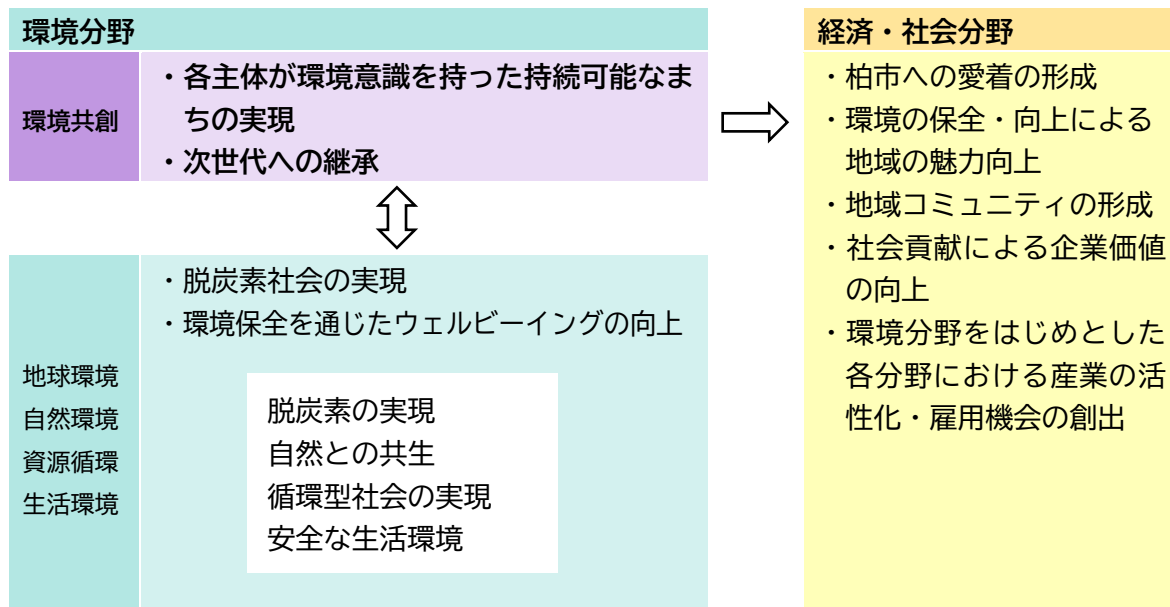 環境分野
環境共創
・各主体が環境意識を持った持続可能なま
ちの実現
・次世代への継承
地球環境
自然環境
資源循環
生活環境
・脱炭素社会の実現
・環境保全を通じたウェルビーイングの向上
脱炭素の実現
自然との共生
循環型社会の実現
安全な生活環境
経済・社会分野
・柏市への愛着の形成
・環境の保全・向上による
地域の魅力向上
・地域コミュニティの形成
・社会貢献による企業価値
の向上
・環境分野をはじめとした
各分野における産業の活
性化・雇用機会の創出